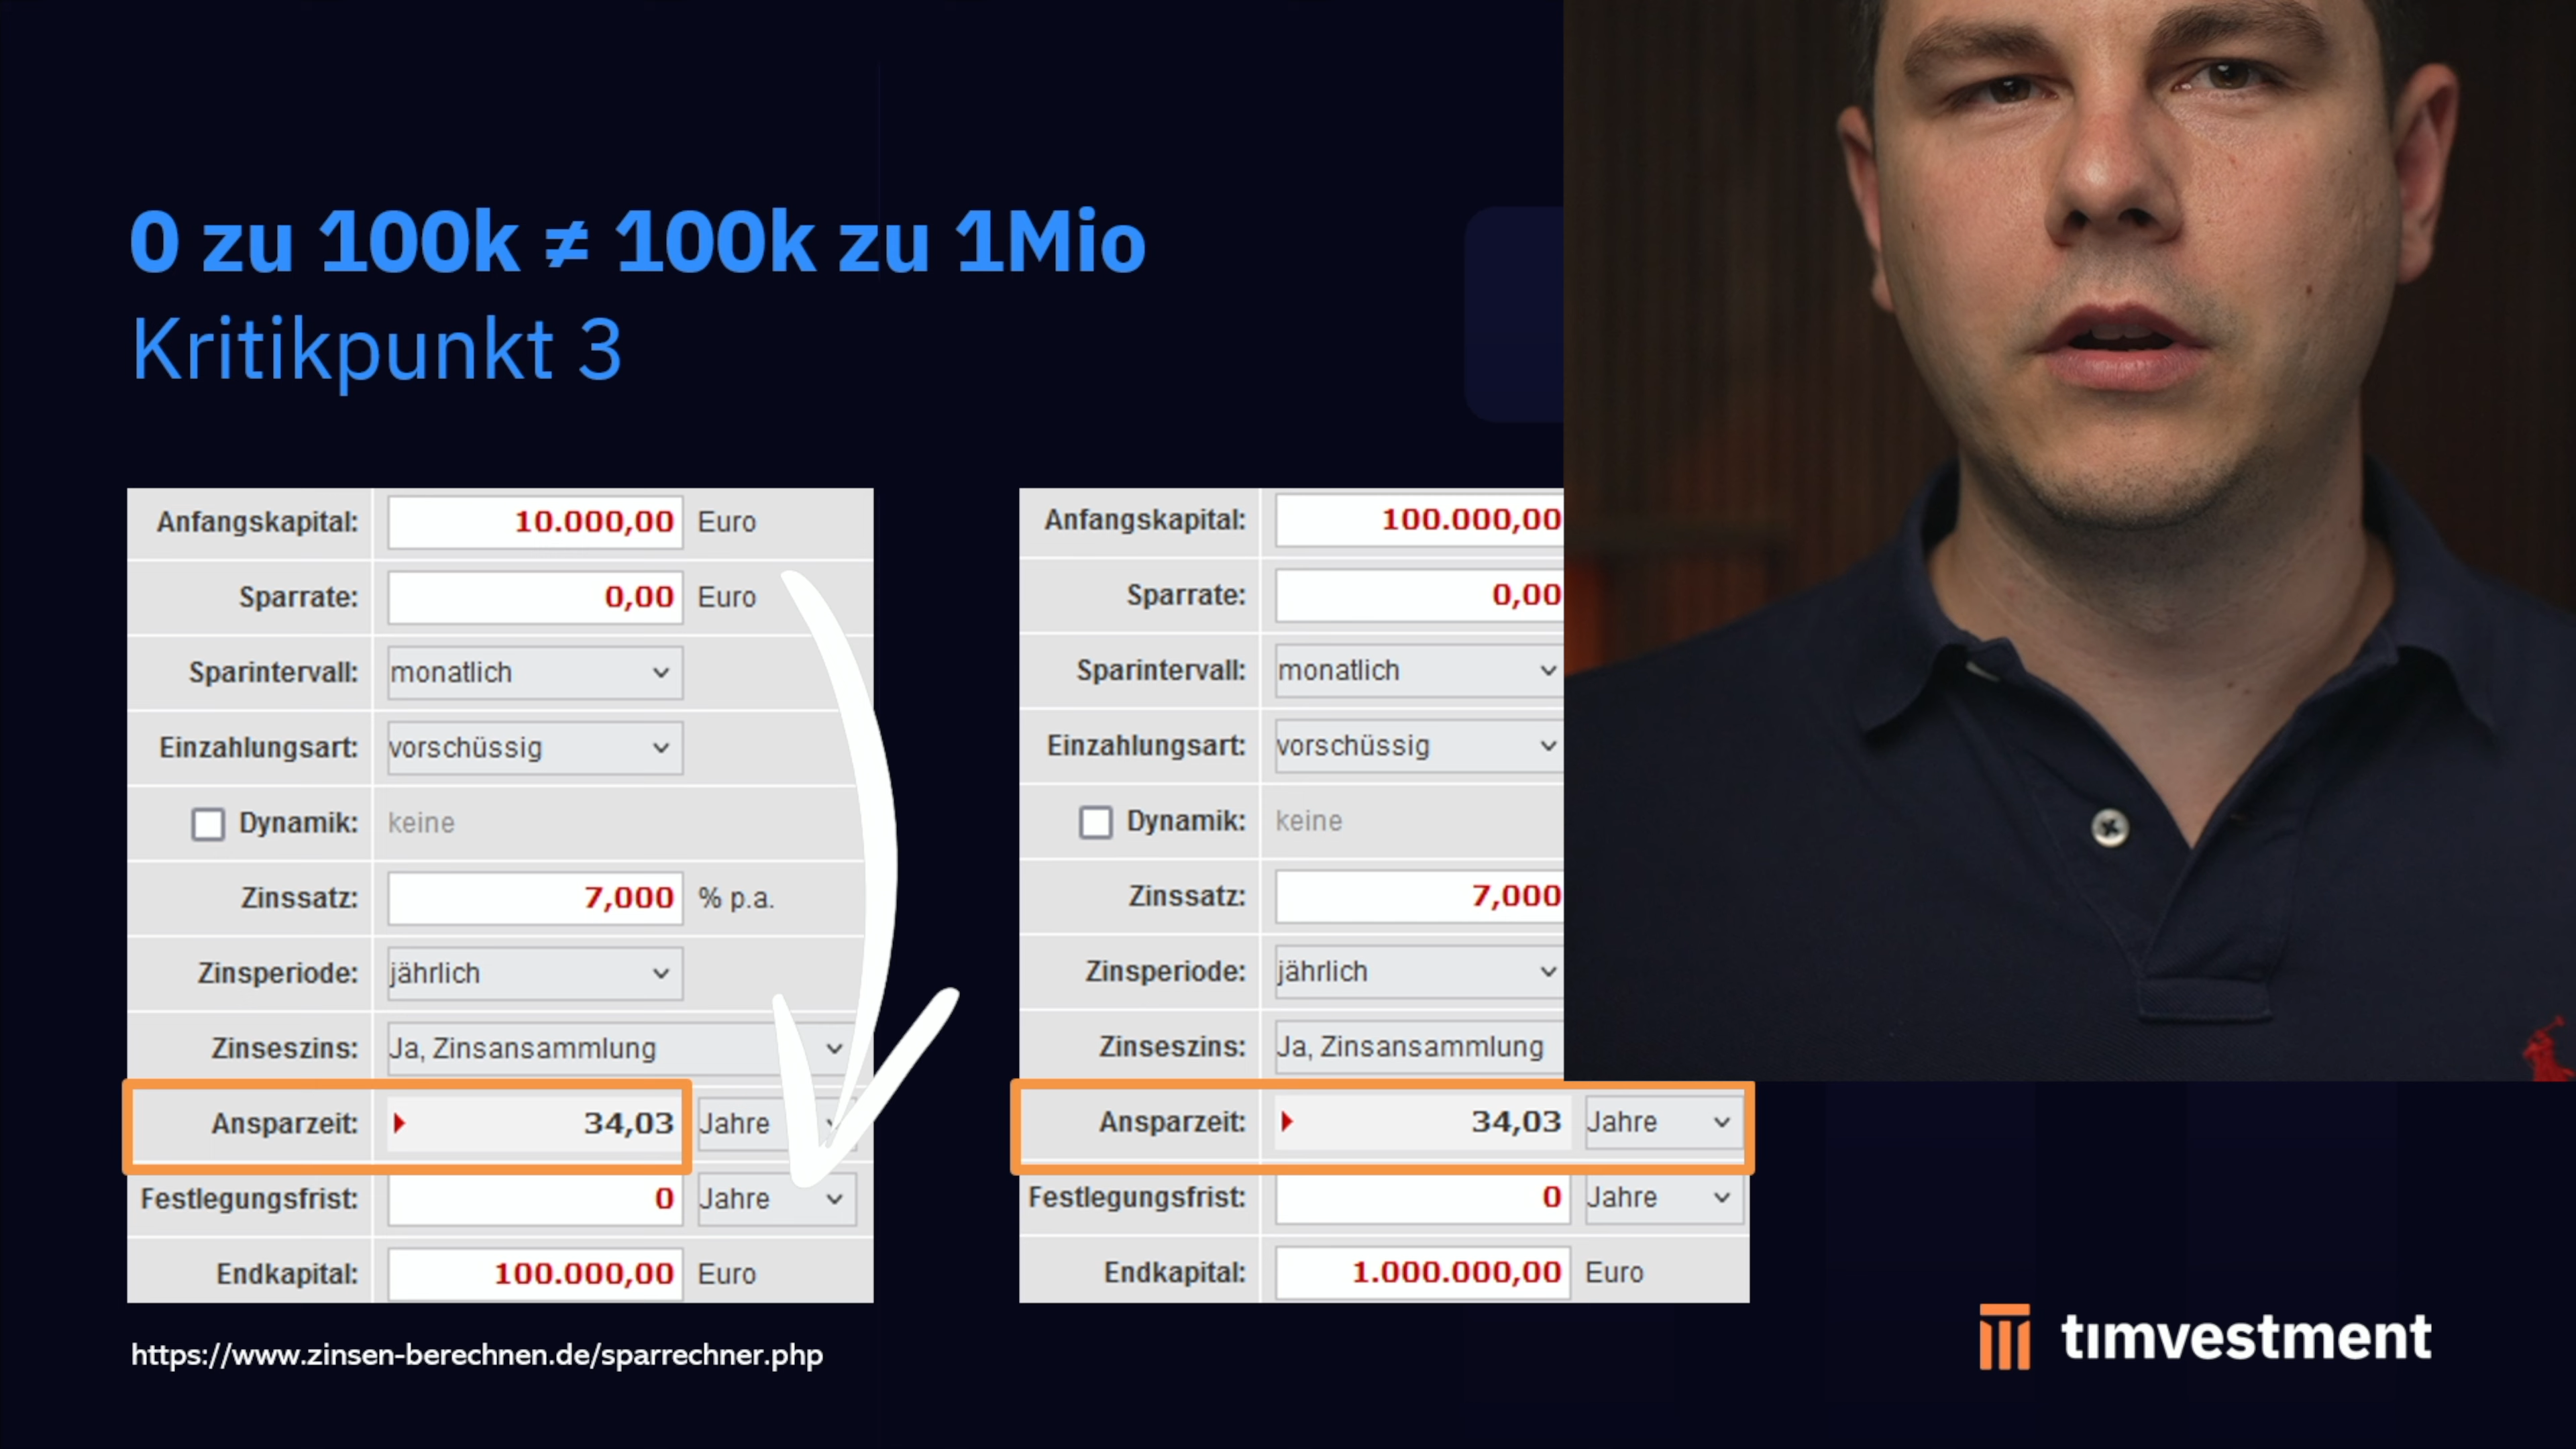 0 zu 100k ≠ 100k zu 1Mio
Kritikpunkt 3
Anfangskapital: 10.000,00 Euro
Sparrate: 0,00 Euro
Sparintervall: monatlich
Einzahlungsart: vorschüssig
Dynamik: keine
Zinssatz: 7,000 % p.a.
Zinsperiode: jährlich
Zinseszins: Ja, Zinsansammlung
Ansparzeit: 34,03 Jahre
Festlegungsfrist: 0 Jahre
Endkapital: 100.000,00 Euro
Anfangskapital: 100.000,00
Sparrate: 0,00
Sparintervall: monatlich
Einzahlungsart: vorschüssig
Dynamik: keine
Zinssatz: 7,000
Zinsperiode: jährlich
Zinseszins: Ja, Zinsansammlung
Ansparzeit: 34,03 Jahre
Festlegungsfrist: 0 Jahre
Endkapital: 1.000.000,00 Euro
https://www.zinsen-berechnen.de/sparrechner.php
tımvestment